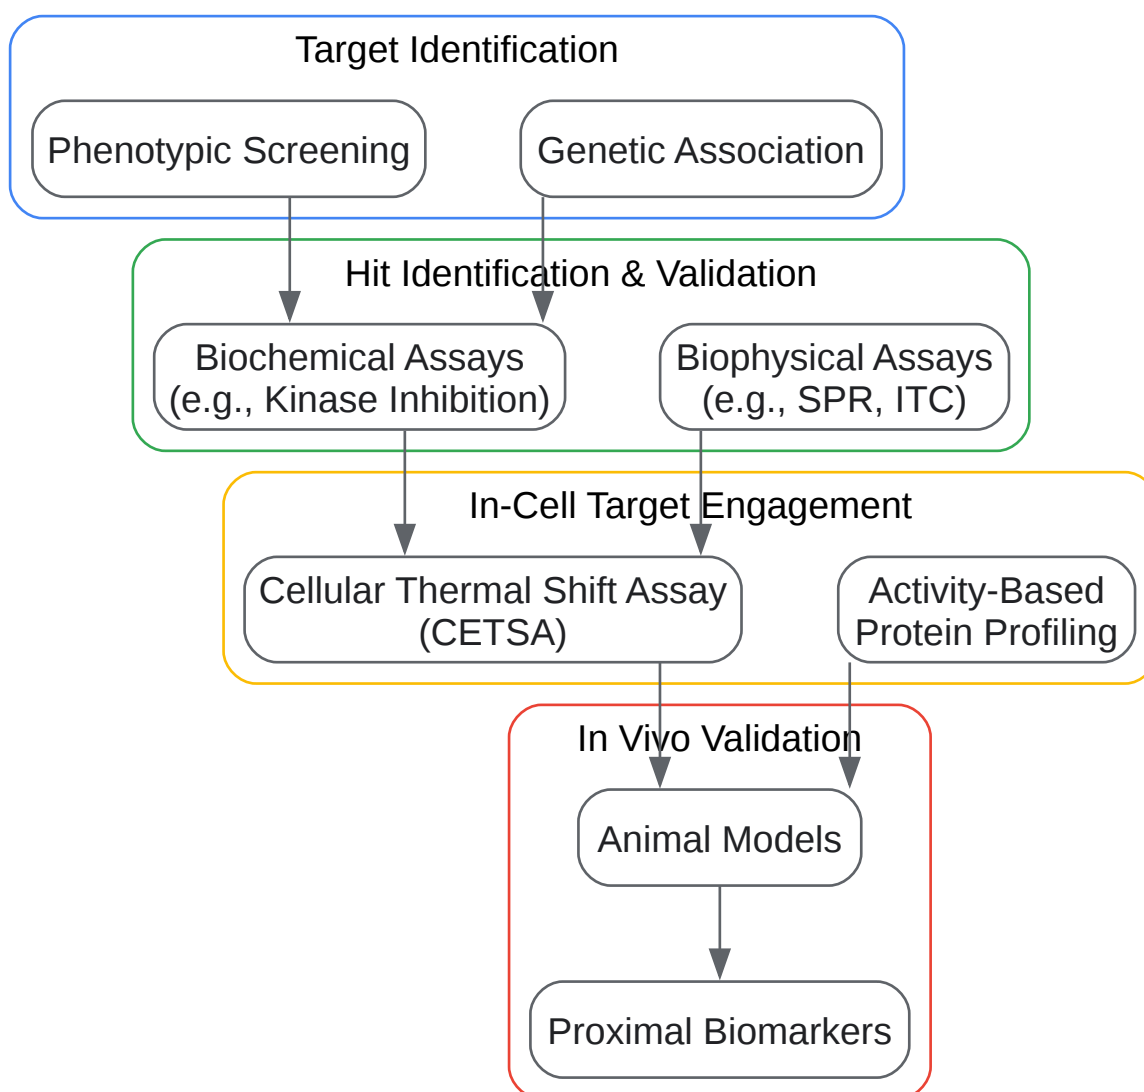 Target Identification
Phenotypic Screening
Genetic Association
Hit Identification & Validation
Biochemical Assays
(e.g., Kinase Inhibition)
Biophysical Assays
(e.g., SPR, ITC)
In-Cell Target Engagement
Cellular Thermal Shift Assay
(CETSA)
Activity-Based
Protein Profiling
In Vivo Validation
Animal Models
Proximal Biomarkers